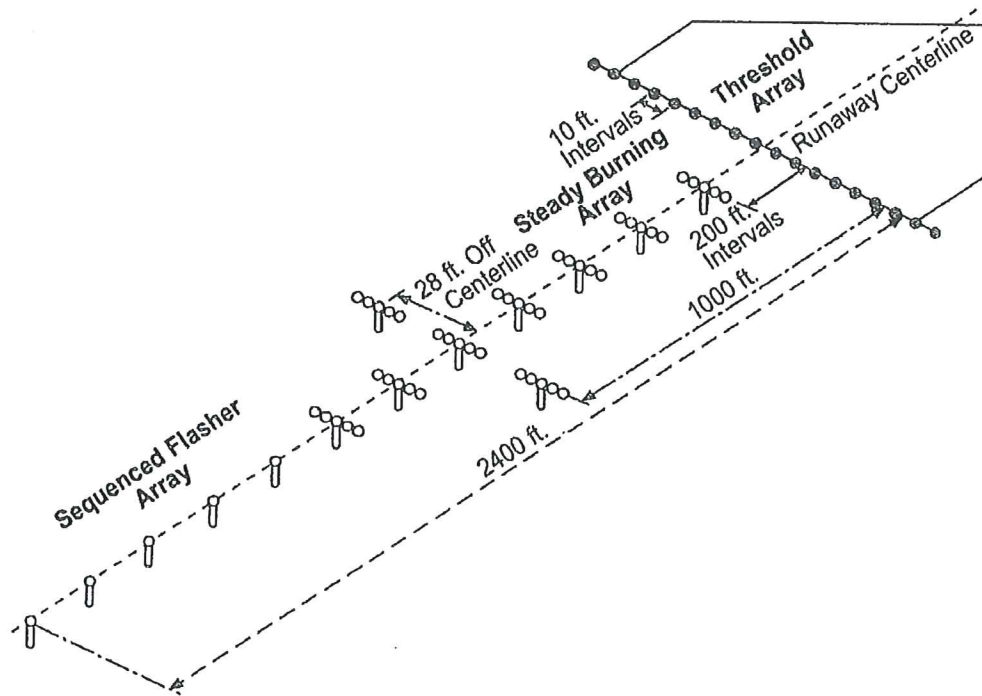 Threshold
Array
Runaway Centerline
10 ft.
Intervals
Steady Burning
Array
200 ft.
Intervals
28 ft. Off
Centerline
1000 ft.
2400 ft.
Sequenced Flasher
Array